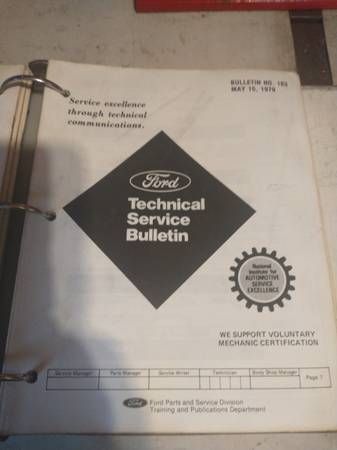 BULLETIN NO. 183
MAY 15, 1979
Service excellence
through technical
communications.
Ford
Technical
Service
Bulletin
National
Institute for
AUTOMOTIVE
SERVICE
EXCELLENCE
WE SUPPORT VOLUNTARY
MECHANIC CERTIFICATION
Service Manager Parts Manager Service Writer Technician Body Shop Manager Page 1
Ford Ford Parts and Service Division
Training and Publications Department